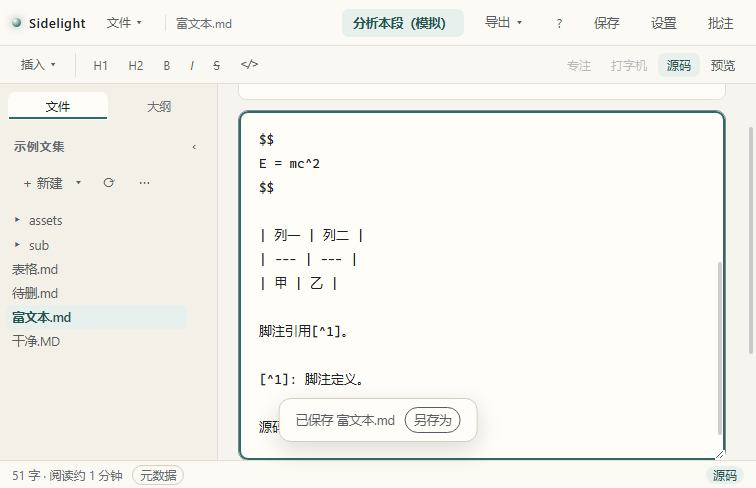 Sidelight 文件 富文本.md 分析本段（模拟） 导出 ? 保存 设置 批注
插入 H1 H2 B I S </> 专注 打字机 源码 预览
文件 大纲
示例文集
+ 新建 ...
assets
sub
表格.md
待删.md
富文本.md
干净.MD
$$
E = mc^2
$$
| 列一 | 列二 |
| --- | --- |
| 甲 | 乙 |
脚注引用[^1]。
[^1]: 脚注定义。
源码
已保存 富文本.md 另存为
51 字 · 阅读约 1 分钟 元数据 源码